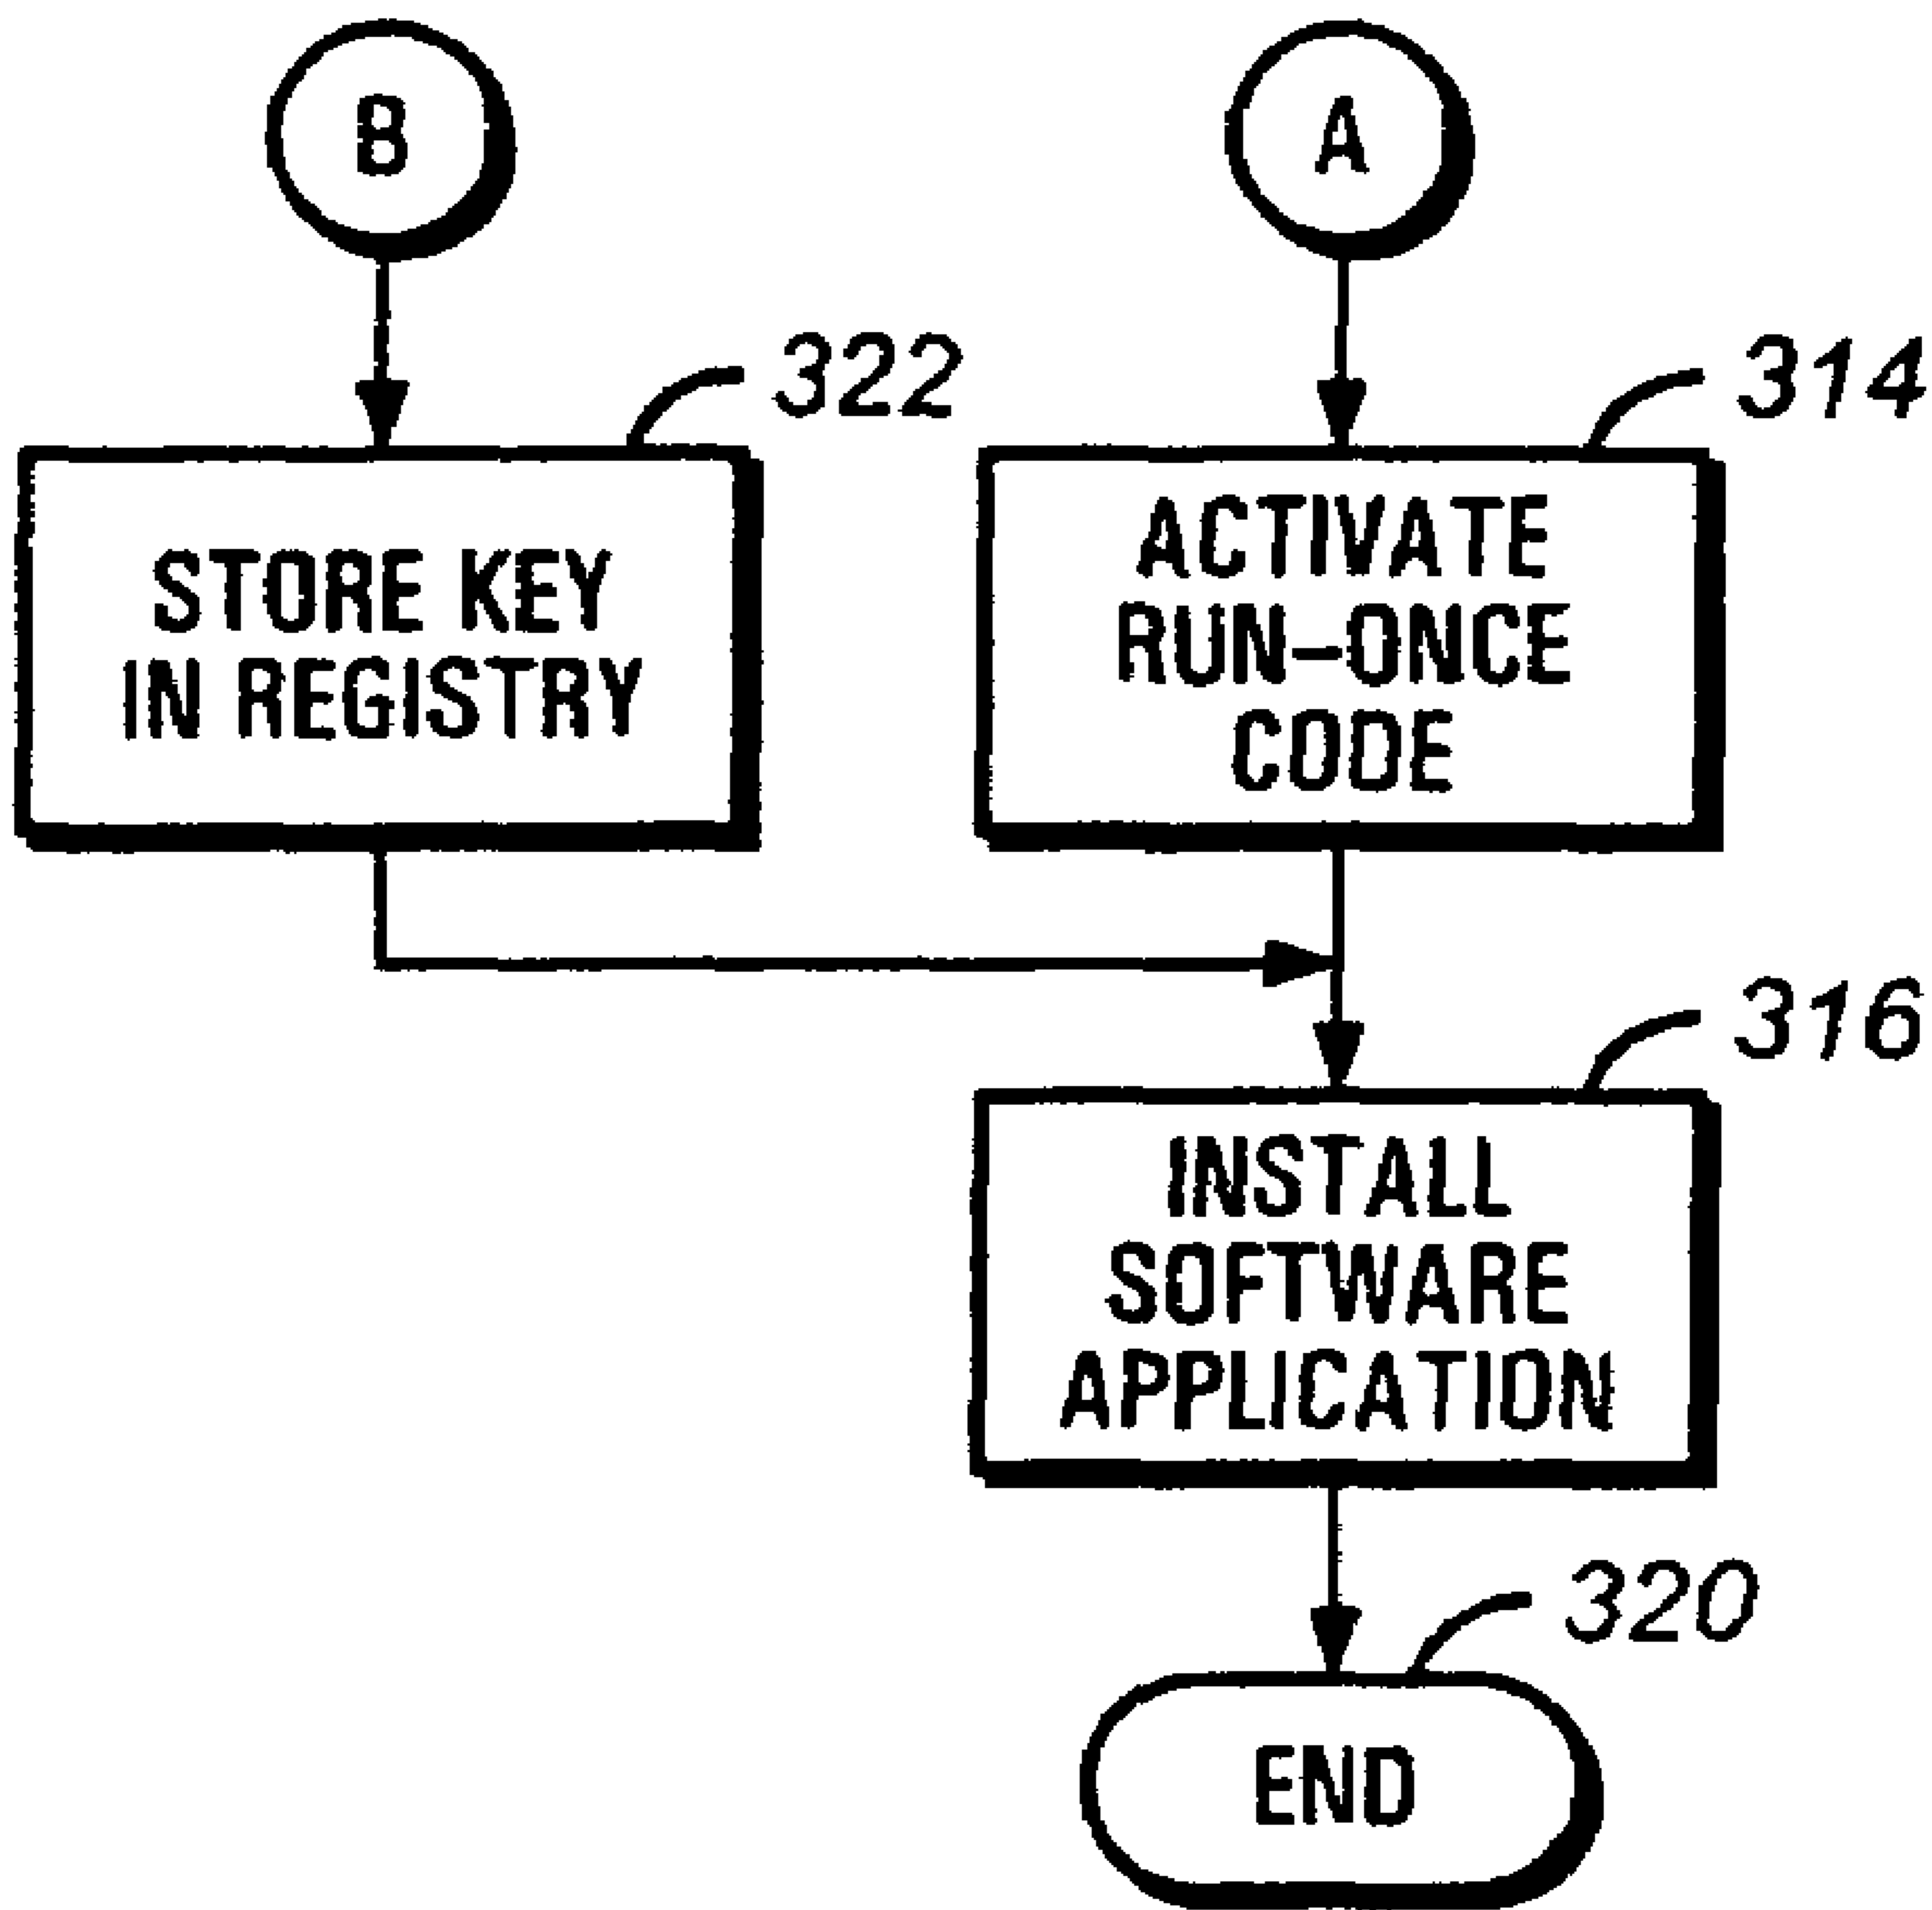 B
A
322
314
STORE KEY
IN REGISTRY
ACTIVATE
RUN-ONCE
CODE
316
INSTALL
SOFTWARE
APPLICATION
320
END